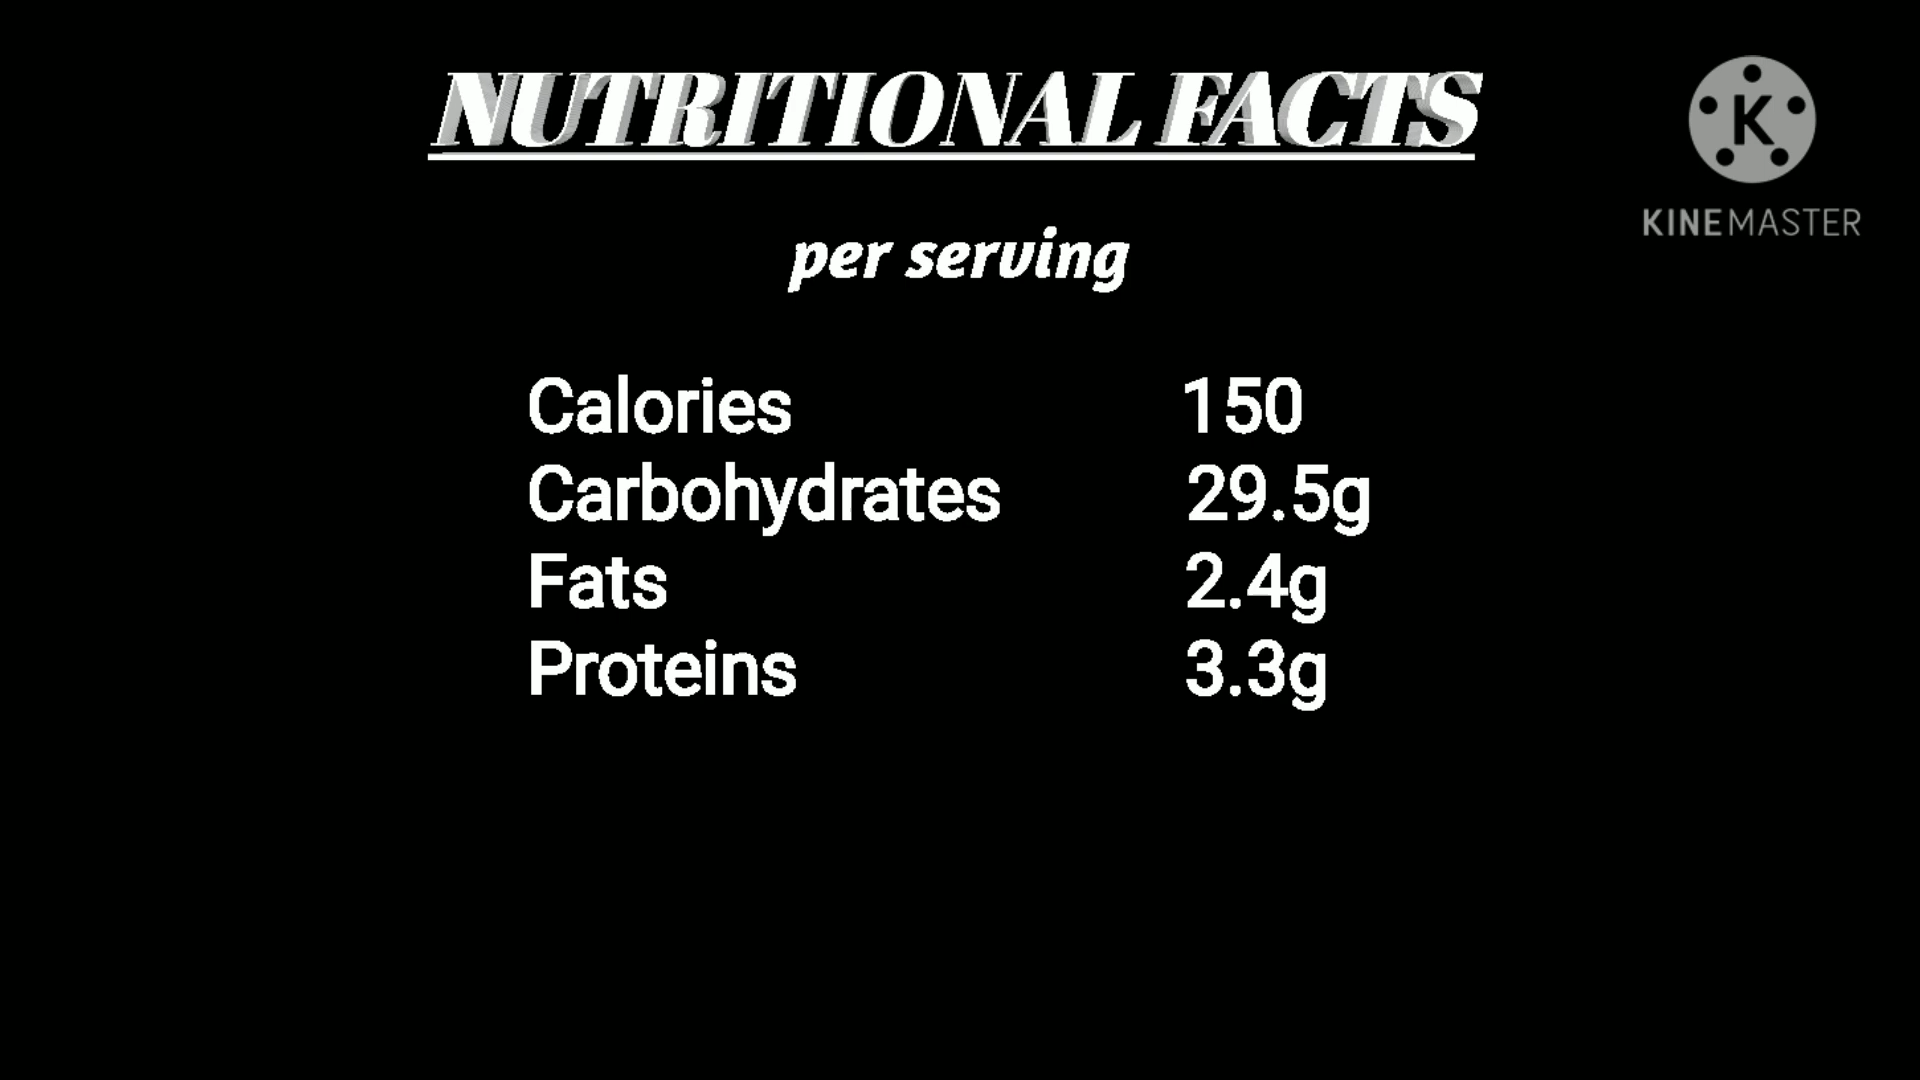 NUTRITIONAL FACTS
K
KINEMASTER
per serving
Calories 150
Carbohydrates 29.5g
Fats 2.4g
Proteins 3.3g